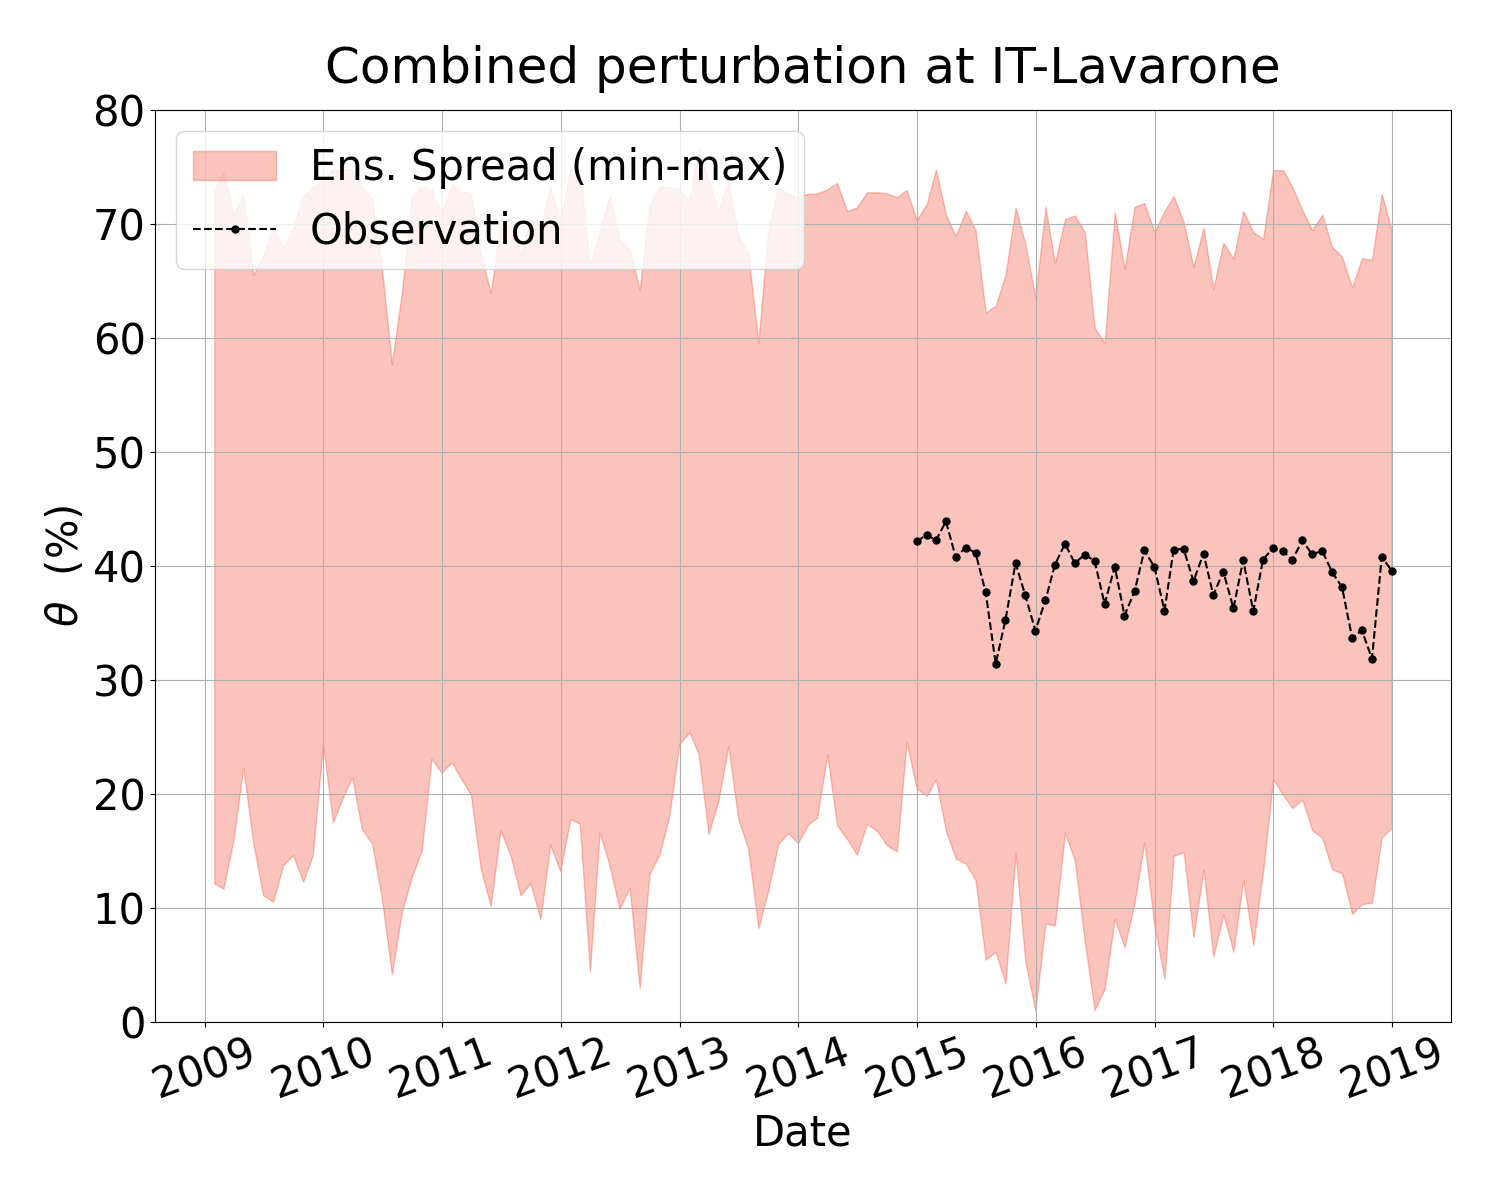 Combined perturbation at IT-Lavarone
Ens. Spread (min-max)
Observation
80
70
60
50
40
30
20
10
0
θ (%)
2009 2010 2011 2012 2013 2014 2015 2016 2017 2018 2019
Date